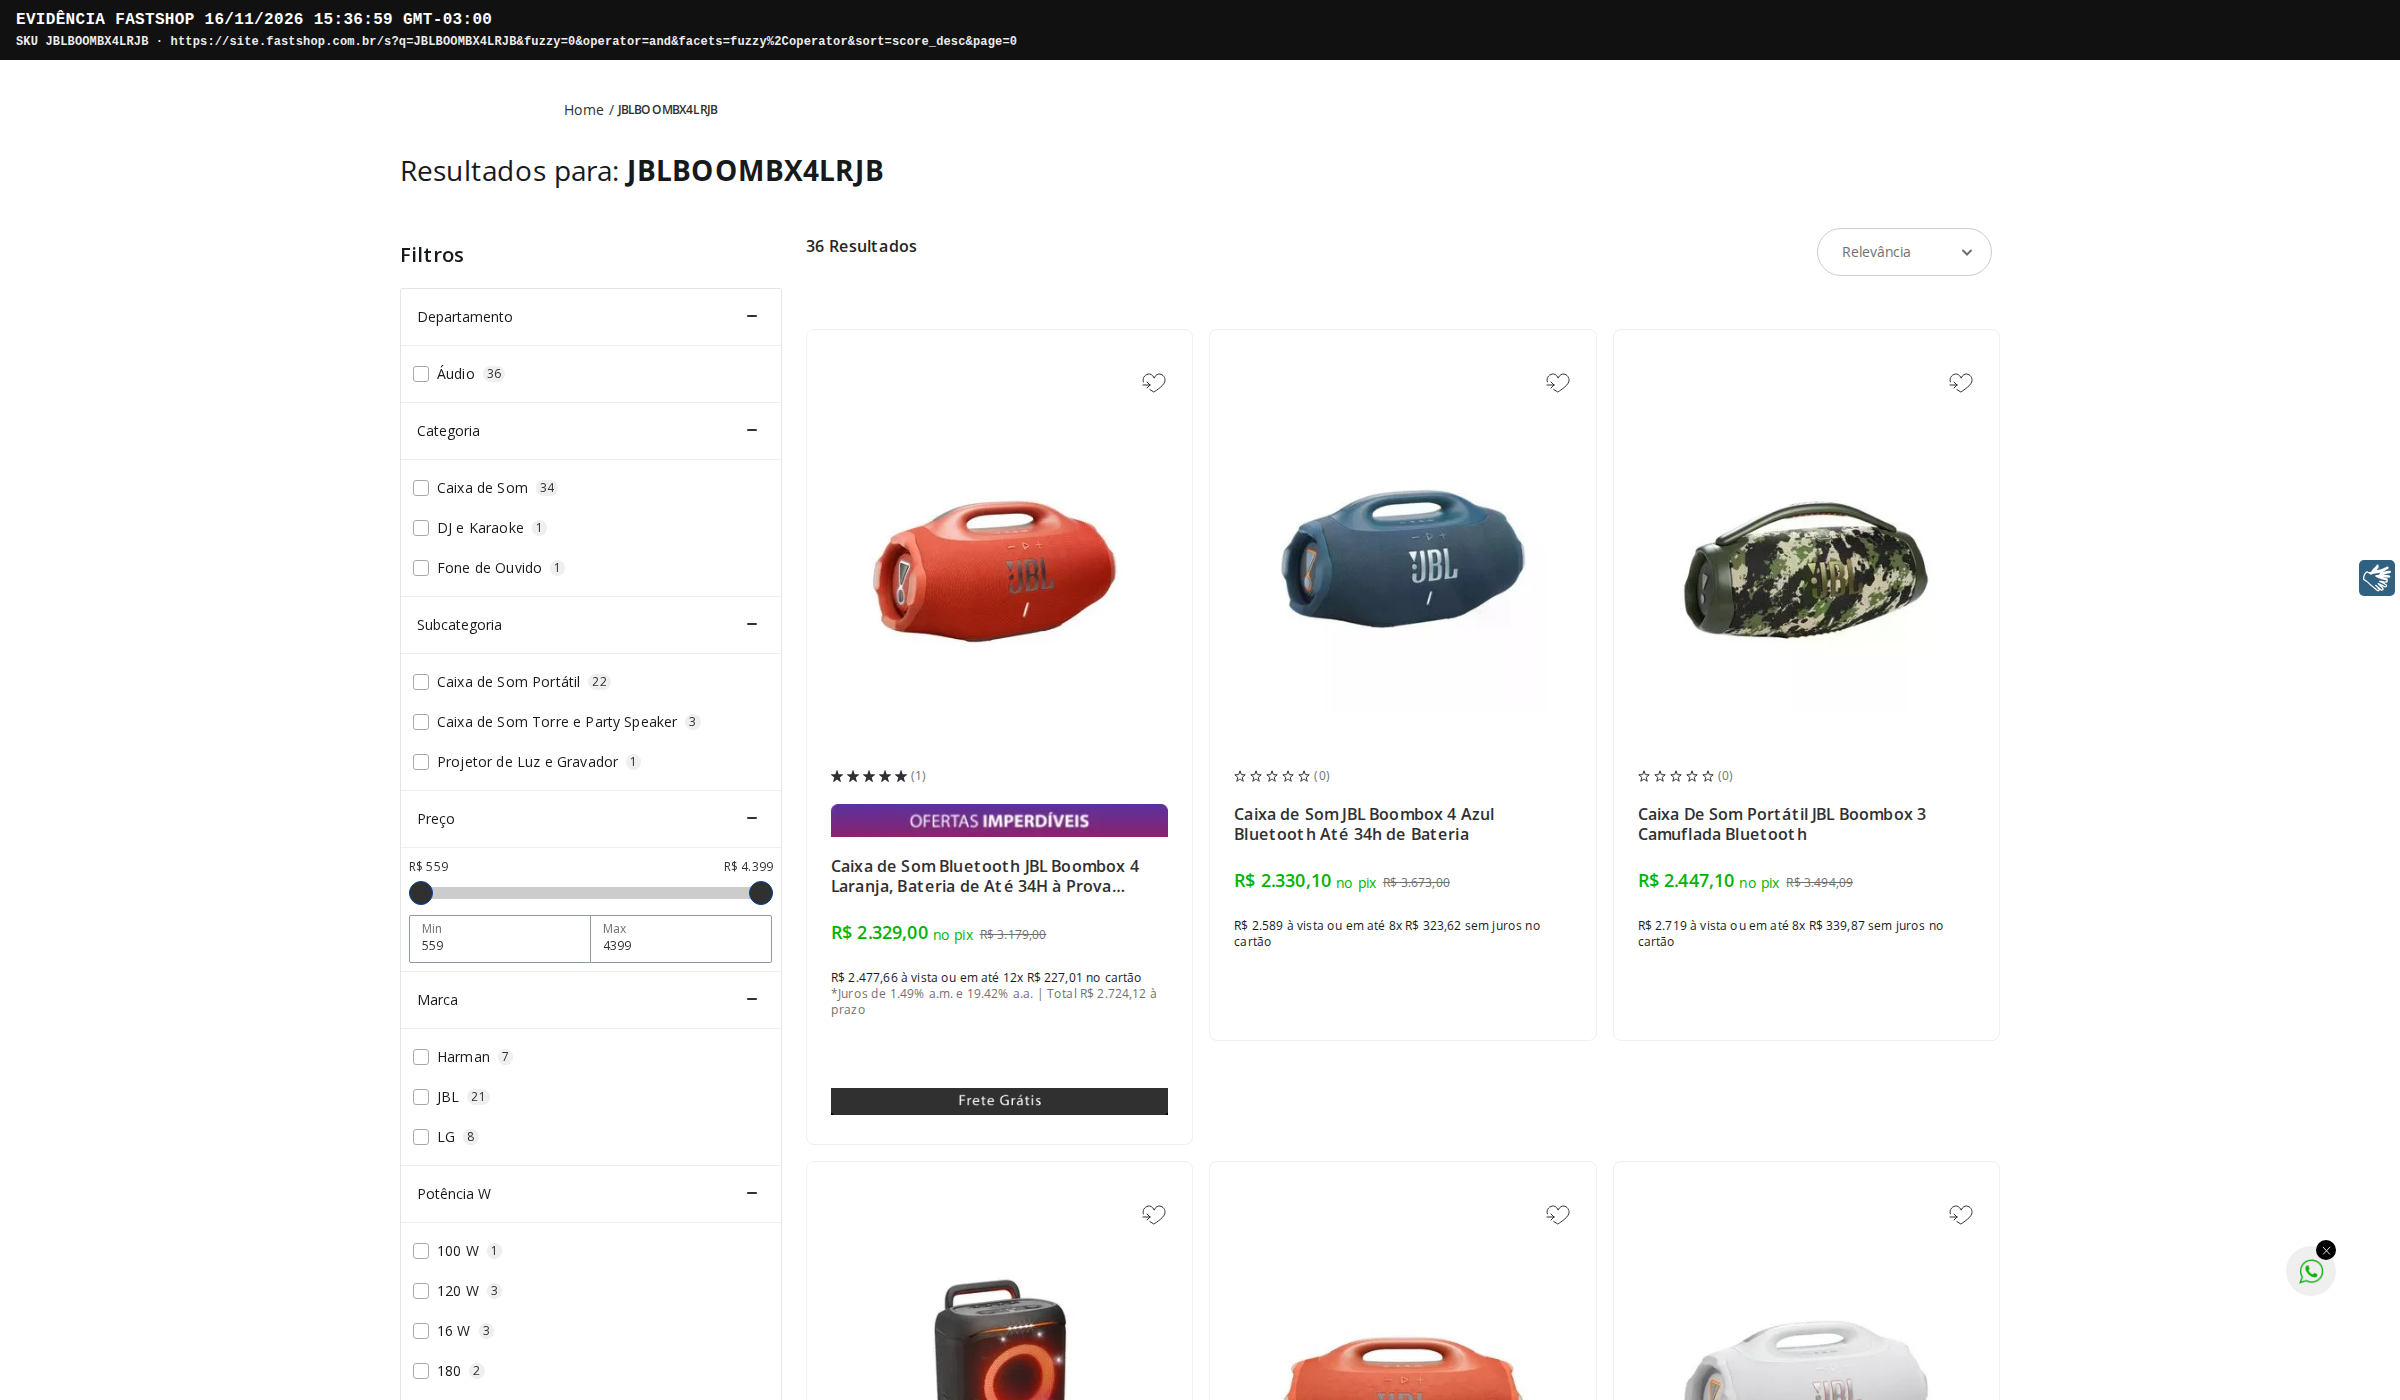 EVIDÊNCIA FASTSHOP 16/11/2026 15:36:59 GMT-03:00
SKU JBLBOOMBX4LRJB · https://site.fastshop.com.br/s?q=JBLBOOMBX4LRJB&fuzzy=0&operator=and&facets=fuzzy%2Coperator&sort=score_desc&page=0
Home / JBLBOOMBX4LRJB
Resultados para: JBLBOOMBX4LRJB
Filtros
36 Resultados
Relevância
Departamento
Áudio 36
Categoria
Caixa de Som 34
DJ e Karaoke 1
Fone de Ouvido 1
Subcategoria
Caixa de Som Portátil 22
Caixa de Som Torre e Party Speaker 3
Projetor de Luz e Gravador 1
Preço
R$ 559 R$ 4.399
Min
559
Max
4399
Marca
Harman 7
JBL 21
LG 8
Potência W
100 W 1
120 W 3
16 W 3
180 2
JBL
(1)
OFERTAS IMPERDÍVEIS
Caixa de Som Bluetooth JBL Boombox 4
Laranja, Bateria de Até 34H à Prova...
R$ 2.329,00 no pix R$ 3.179,00
R$ 2.477,66 à vista ou em até 12x R$ 227,01 no cartão
*Juros de 1.49% a.m. e 19.42% a.a. | Total R$ 2.724,12 à
prazo
Frete Grátis
JBL
(0)
Caixa de Som JBL Boombox 4 Azul
Bluetooth Até 34h de Bateria
R$ 2.330,10 no pix R$ 3.673,00
R$ 2.589 à vista ou em até 8x R$ 323,62 sem juros no
cartão
JBL
(0)
Caixa De Som Portátil JBL Boombox 3
Camuflada Bluetooth
R$ 2.447,10 no pix R$ 3.494,09
R$ 2.719 à vista ou em até 8x R$ 339,87 sem juros no
cartão
JBL
JBL